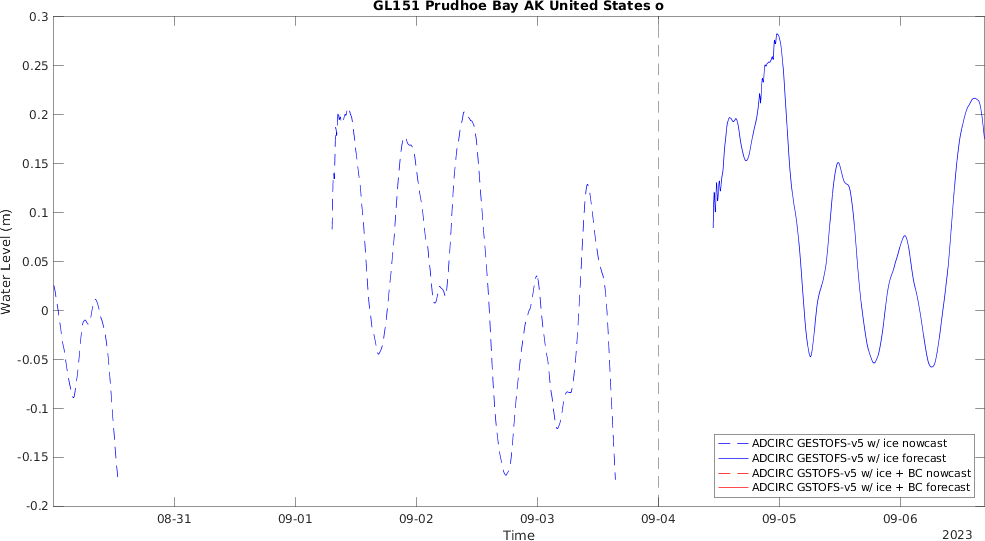 GL151 Prudhoe Bay AK United States o
0.3
0.25
0.2
0.15
0.1
0.05
0
-0.05
-0.1
-0.15
-0.2
Water Level (m)
08-31
09-01
09-02
09-03
09-04
09-05
09-06
Time
2023
ADCIRC GESTOFS-v5 w/ ice nowcast
ADCIRC GESTOFS-v5 w/ ice forecast
ADCIRC GSTOFS-v5 w/ ice + BC nowcast
ADCIRC GSTOFS-v5 w/ ice + BC forecast